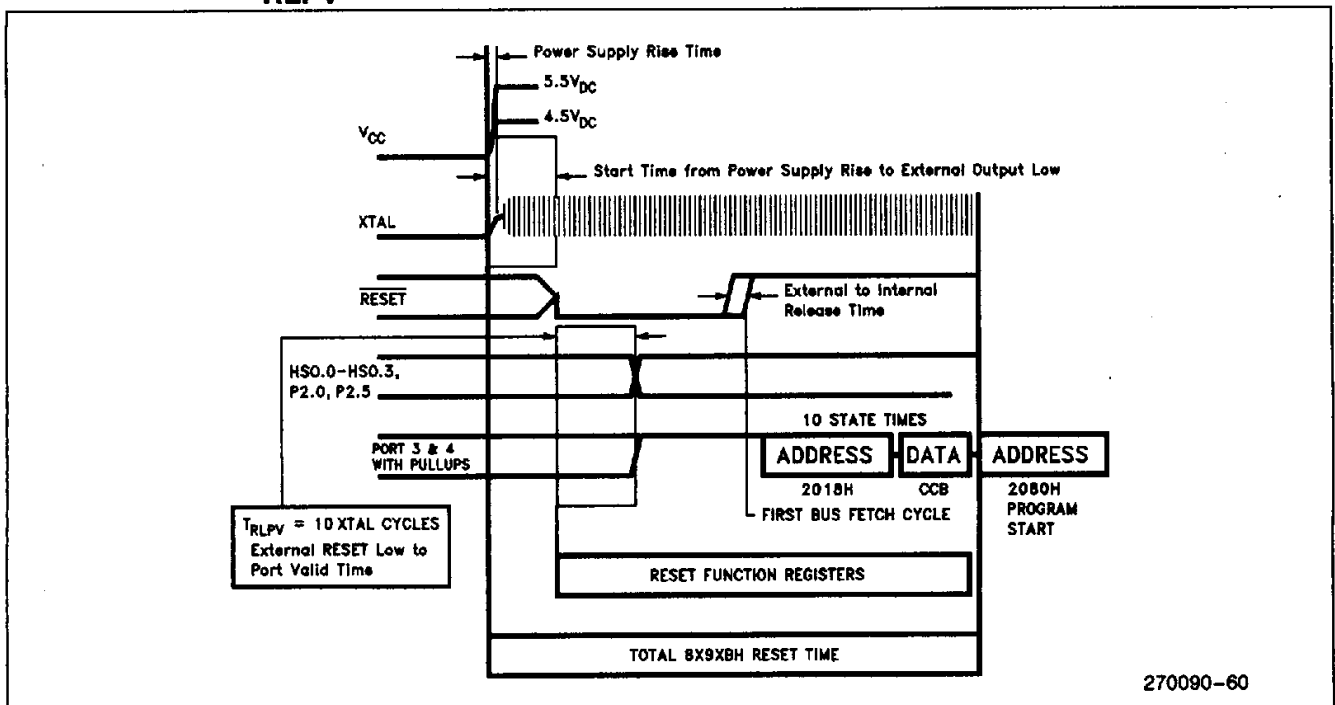 Power Supply Rise Time
5.5VDC
4.5VDC
VCC
Start Time from Power Supply Rise to External Output Low
XTAL
RESET
External to Internal
Release Time
HSO.0–HSO.3,
P2.0, P2.5
10 STATE TIMES
PORT 3 & 4
WITH PULLUPS
ADDRESS
DATA
ADDRESS
2018H
CCB
2080H
PROGRAM
START
FIRST BUS FETCH CYCLE
TRLPV = 10 XTAL CYCLES
External RESET Low to
Port Valid Time
RESET FUNCTION REGISTERS
TOTAL 8X9XBH RESET TIME
270090–60